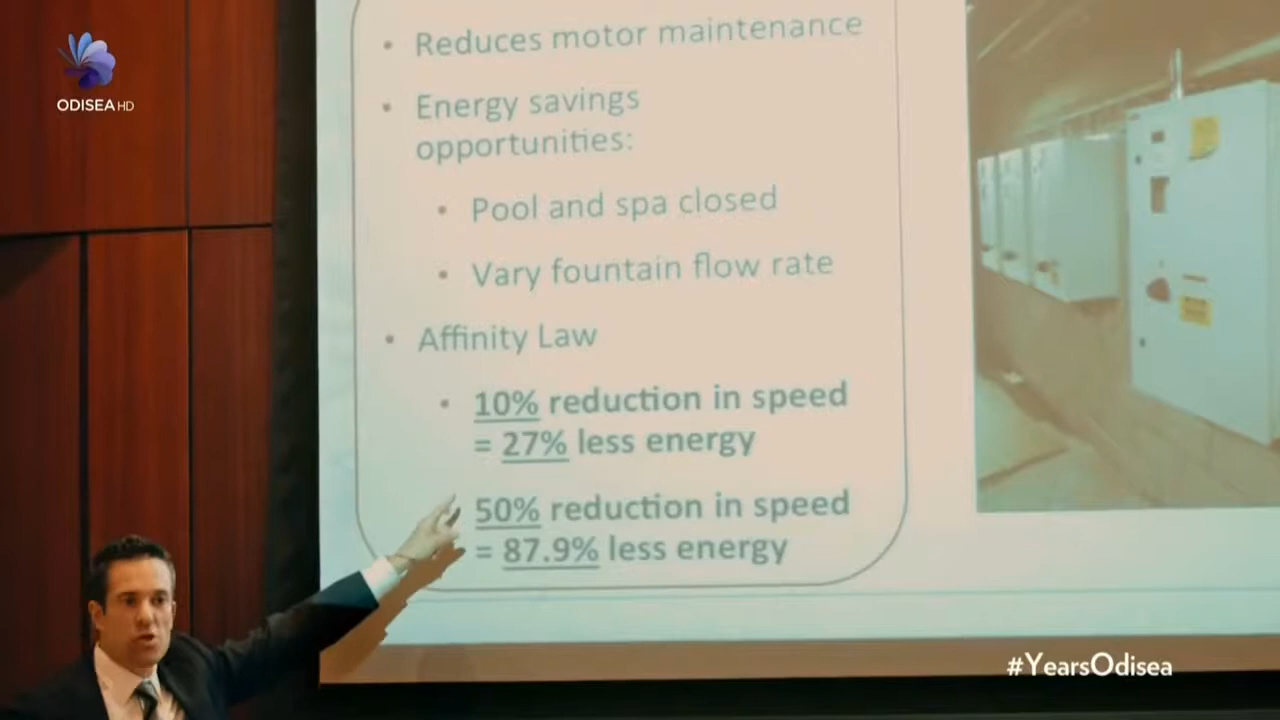 ODISEA HD
• Reduces motor maintenance
• Energy savings
opportunities:
• Pool and spa closed
• Vary fountain flow rate
• Affinity Law
• 10% reduction in speed
= 27% less energy
50% reduction in speed
= 87.9% less energy
#YearsOdisea